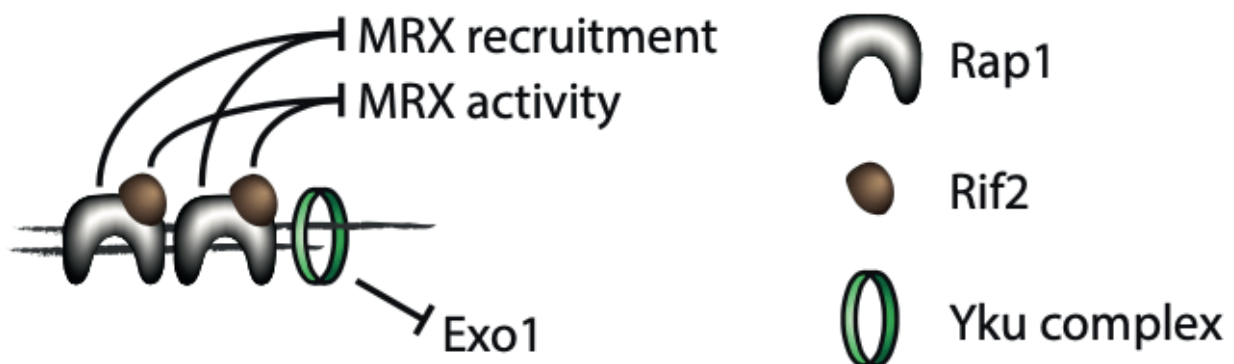 MRX recruitment
MRX activity
Exo1
Rap1
Rif2
Yku complex